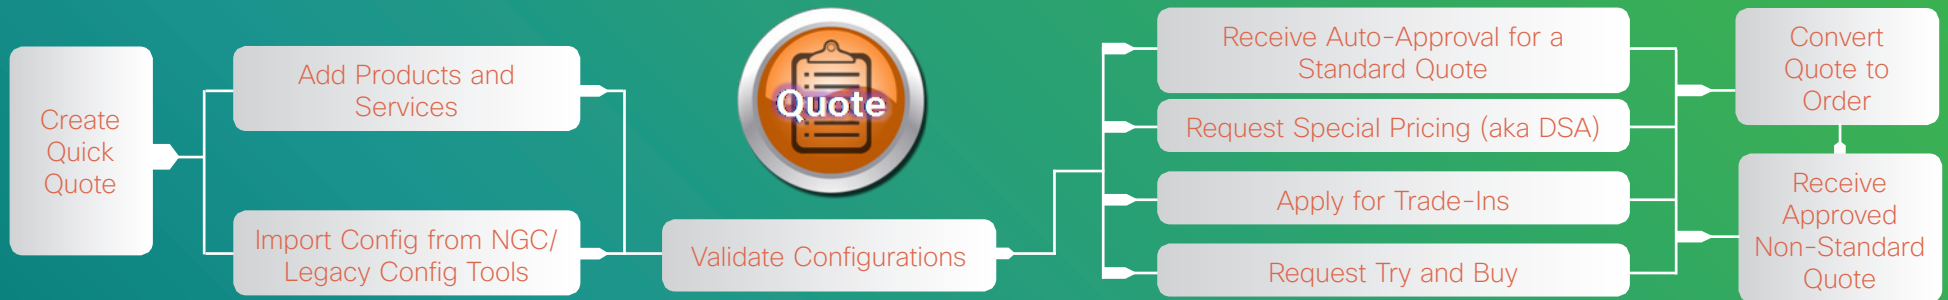 Create
Quick
Quote
Add Products and
Services
Import Config from NGC/
Legacy Config Tools
Quote
Validate Configurations
Receive Auto-Approval for a
Standard Quote
Request Special Pricing (aka DSA)
Apply for Trade-Ins
Request Try and Buy
Convert
Quote to
Order
Receive
Approved
Non-Standard
Quote